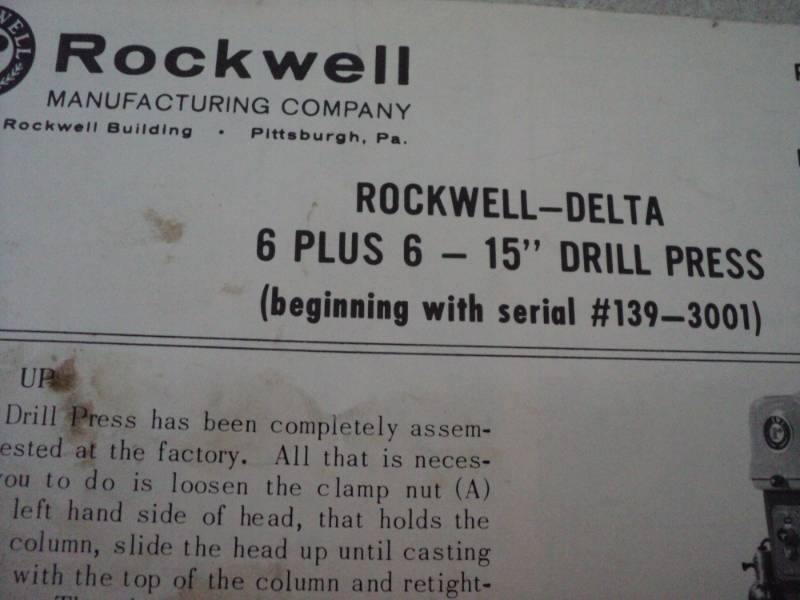 Rockwell
MANUFACTURING COMPANY
Rockwell Building • Pittsburgh, Pa.
ROCKWELL–DELTA
6 PLUS 6 – 15” DRILL PRESS
(beginning with serial #139–3001)
UP
Drill Press has been completely assem-
ested at the factory. All that is neces-
ou to do is loosen the clamp nut (A)
left hand side of head, that holds the
column, slide the head up until casting
with the top of the column and retight-